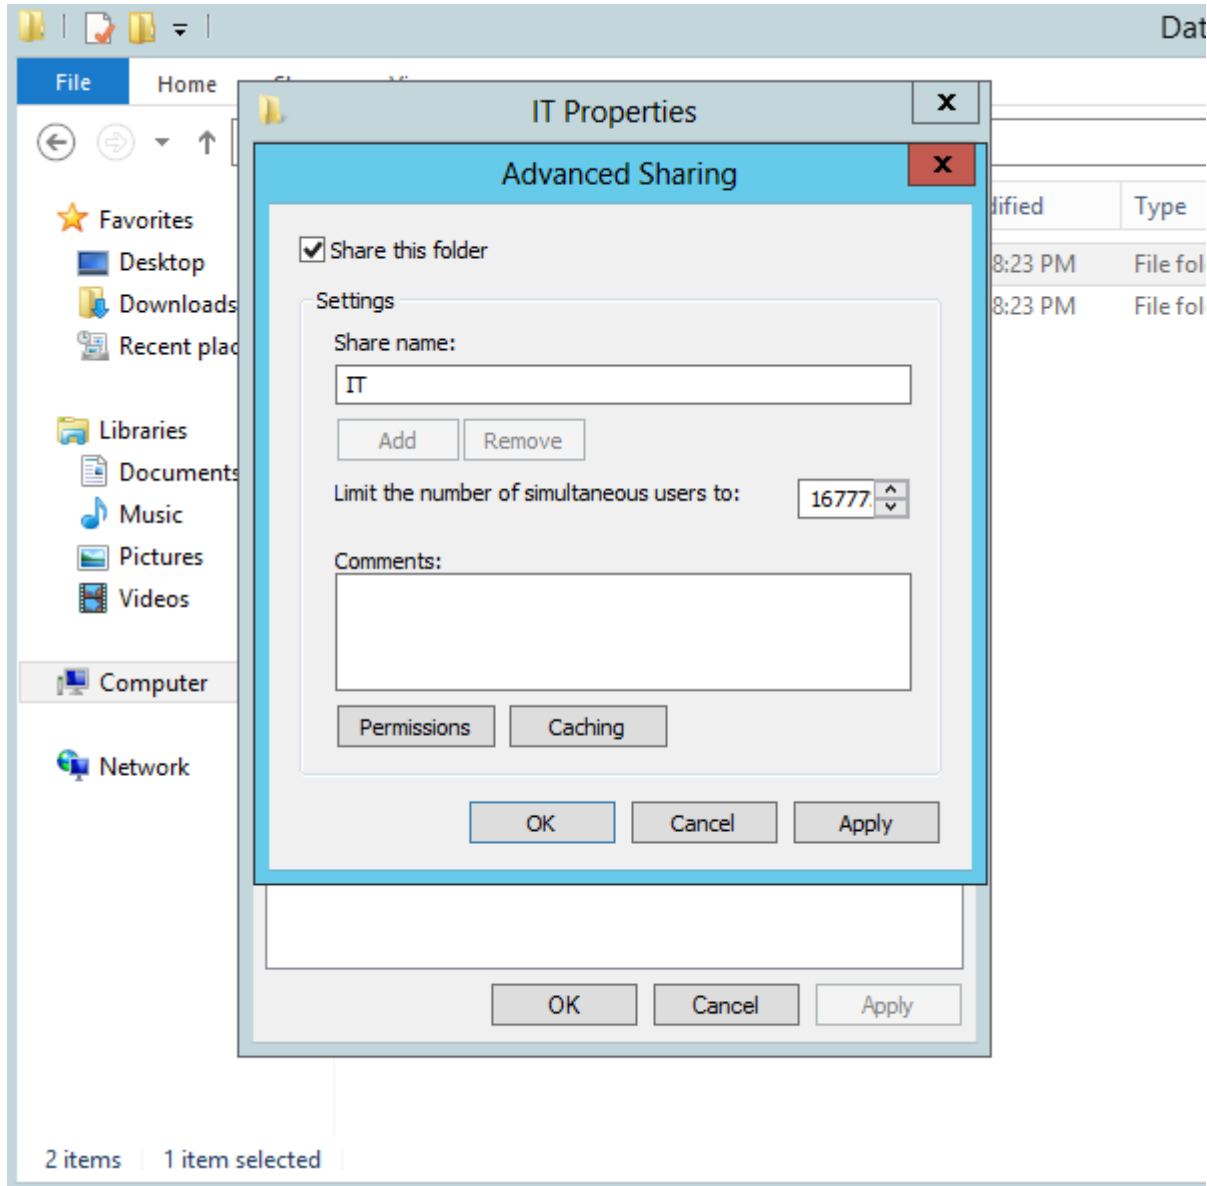 Dat
File Home
IT Properties
Advanced Sharing
dified Type
Favorites
Desktop
Downloads
Recent plac
Libraries
Documents
Music
Pictures
Videos
Computer
Network
8:23 PM File fol
8:23 PM File fol
Share this folder
Settings
Share name:
IT
Add Remove
Limit the number of simultaneous users to: 16777
Comments:
Permissions Caching
OK Cancel Apply
OK Cancel Apply
2 items 1 item selected